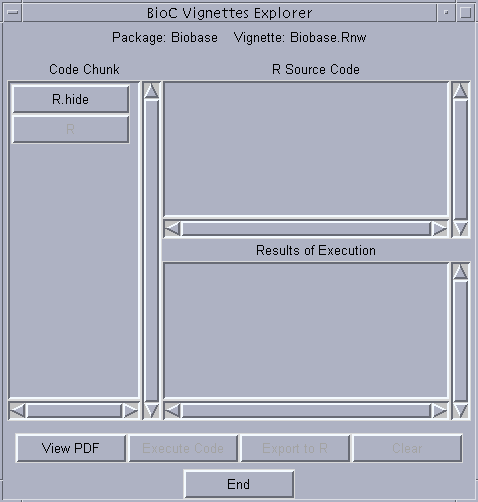 BioC Vignettes Explorer
Package: Biobase Vignette: Biobase.Rnw
Code Chunk
R Source Code
R.hide
R
Results of Execution
View PDF Execute Code Export to R Clear
End